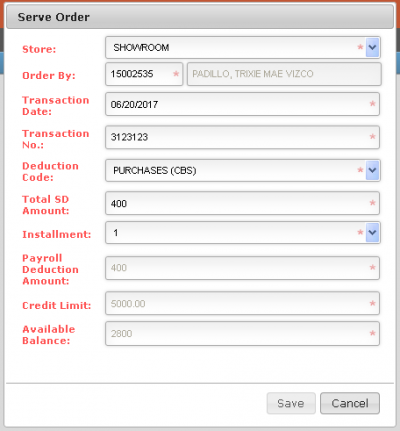 Serve Order
Store: SHOWROOM *
Order By: 15002535 * PADILLO, TRIXIE MAE VIZCO
Transaction
Date: 06/20/2017 *
Transaction
No.: 3123123 *
Deduction
Code: PURCHASES (CBS) *
Total SD
Amount: 400 *
Installment: 1 *
Payroll
Deduction
Amount: 400 *
Credit Limit: 5000.00 *
Available
Balance: 2800 *
Save Cancel